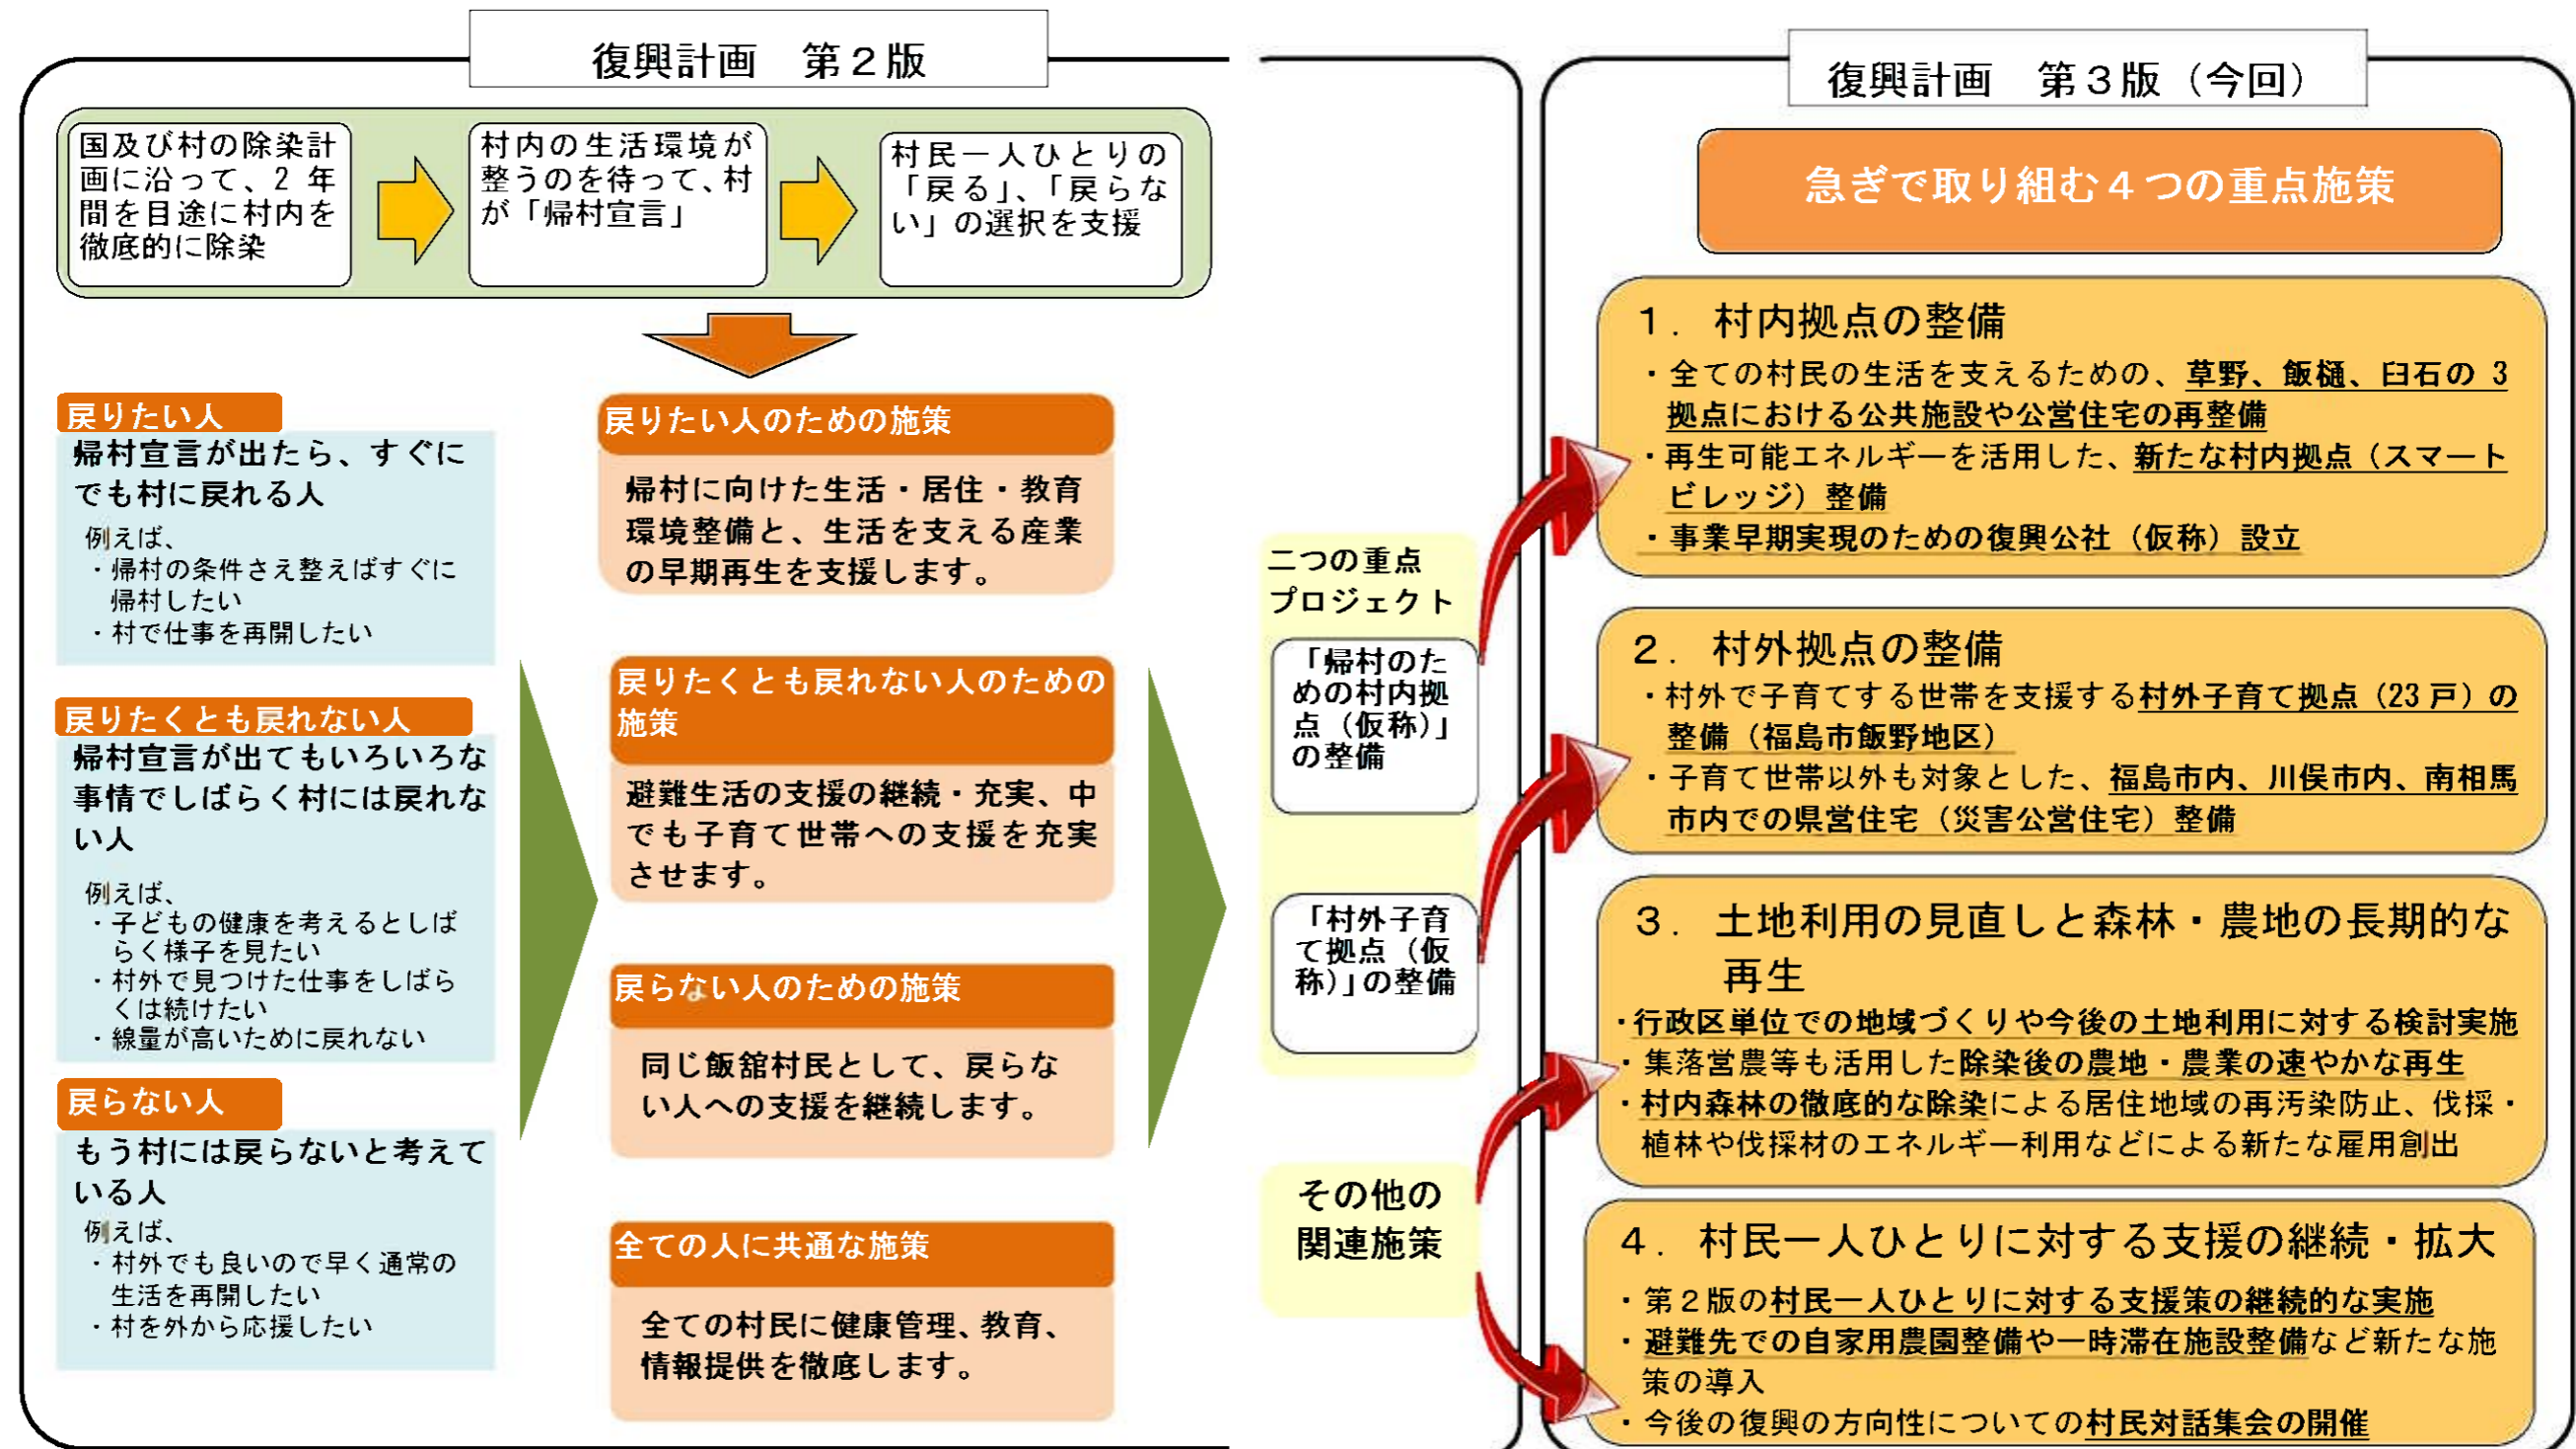 復興計画　第２版
国及び村の除染計
画に沿って、2 年
間を目途に村内を
徹底的に除染
村内の生活環境が
整うのを待って、村
が「帰村宣言」
村民一人ひとりの
「戻る」、「戻らな
い」の選択を支援
戻りたい人
帰村宣言が出たら、すぐに
でも村に戻れる人
例えば、
・帰村の条件さえ整えばすぐに
帰村したい
・村で仕事を再開したい
戻りたくとも戻れない人
帰村宣言が出てもいろいろな
事情でしばらく村には戻れな
い人
例えば、
・子どもの健康を考えるとしば
らく様子を見たい
・村外で見つけた仕事をしばら
くは続けたい
・線量が高いために戻れない
戻らない人
もう村には戻らないと考えて
いる人
例えば、
・村外でも良いので早く通常の
生活を再開したい
・村を外から応援したい
戻りたい人のための施策
帰村に向けた生活・居住・教育
環境整備と、生活を支える産業
の早期再生を支援します。
戻りたくとも戻れない人のための
施策
避難生活の支援の継続・充実、中
でも子育て世帯への支援を充実
させます。
戻らない人のための施策
同じ飯舘村民として、戻らな
い人への支援を継続します。
全ての人に共通な施策
全ての村民に健康管理、教育、
情報提供を徹底します。
二つの重点
プロジェクト
「帰村のた
めの村内拠
点（仮称）」
の整備
「村外子育
て拠点（仮
称）」の整備
その他の
関連施策
復興計画　第３版（今回）
急ぎで取り組む４つの重点施策
１．村内拠点の整備
・全ての村民の生活を支えるための、草野、飯樋、臼石の 3
拠点における公共施設や公営住宅の再整備
・再生可能エネルギーを活用した、新たな村内拠点（スマート
ビレッジ）整備
・事業早期実現のための復興公社（仮称）設立
２．村外拠点の整備
・村外で子育てする世帯を支援する村外子育て拠点（23 戸）の
整備（福島市飯野地区）
・子育て世帯以外も対象とした、福島市内、川俣市内、南相馬
市内での県営住宅（災害公営住宅）整備
３．土地利用の見直しと森林・農地の長期的な
再生
・行政区単位での地域づくりや今後の土地利用に対する検討実施
・集落営農等も活用した除染後の農地・農業の速やかな再生
・村内森林の徹底的な除染による居住地域の再汚染防止、伐採・
植林や伐採材のエネルギー利用などによる新たな雇用創出
４．村民一人ひとりに対する支援の継続・拡大
・第２版の村民一人ひとりに対する支援策の継続的な実施
・避難先での自家用農園整備や一時滞在施設整備など新たな施
策の導入
・今後の復興の方向性についての村民対話集会の開催